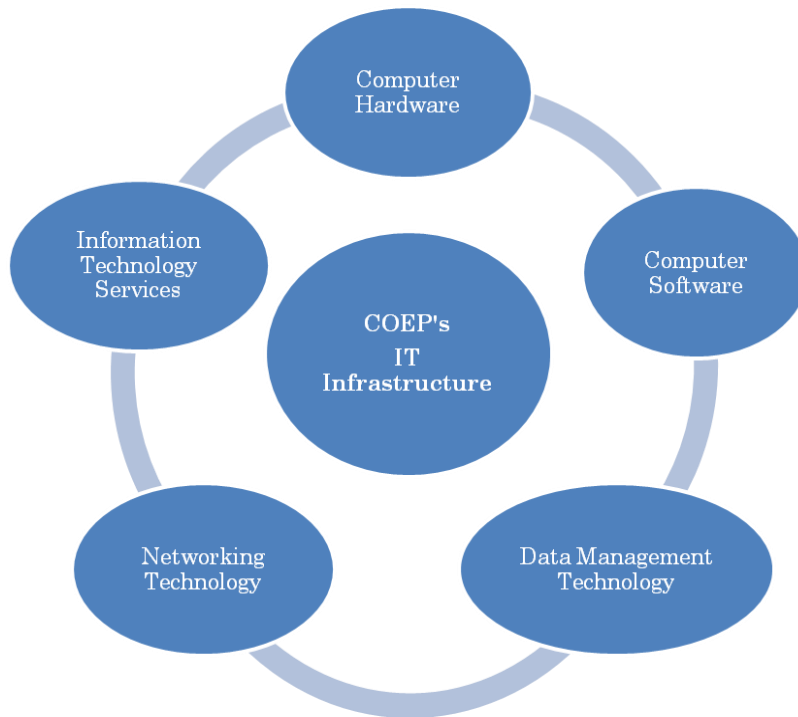 Computer
Hardware
Computer
Software
Data Management
Technology
Networking
Technology
Information
Technology
Services
COEP's
IT
Infrastructure